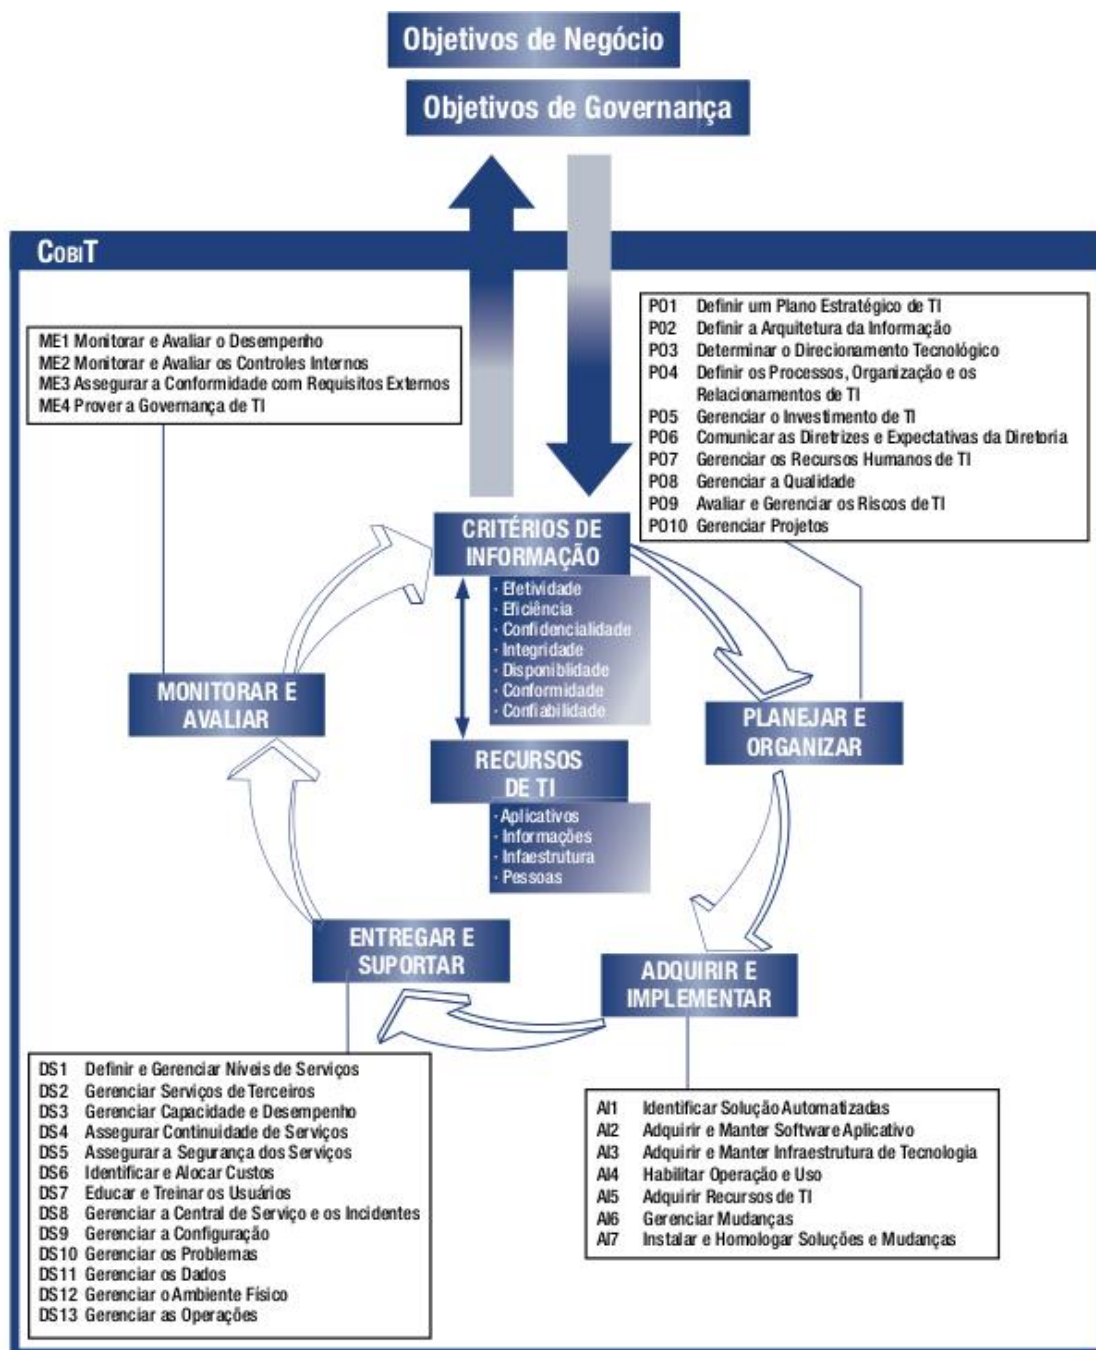 Objetivos de Negócio
Objetivos de Governança
COBIT
ME1 Monitorar e Avaliar o Desempenho
ME2 Monitorar e Avaliar os Controles Internos
ME3 Assegurar a Conformidade com Requisitos Externos
ME4 Prover a Governança de TI
PO1 Definir um Plano Estratégico de TI
PO2 Definir a Arquitetura da Informação
PO3 Determinar o Direcionamento Tecnológico
PO4 Definir os Processos, Organização e os
Relacionamentos de TI
PO5 Gerenciar o Investimento de TI
PO6 Comunicar as Diretrizes e Expectativas da Diretoria
PO7 Gerenciar os Recursos Humanos de TI
PO8 Gerenciar a Qualidade
PO9 Avaliar e Gerenciar os Riscos de TI
PO10 Gerenciar Projetos
CRITÉRIOS DE
INFORMAÇÃO
· Efetividade
· Eficiência
· Confidencialidade
· Integridade
· Disponiblidade
· Conformidade
· Confiabilidade
MONITORAR E
AVALIAR
PLANEJAR E
ORGANIZAR
RECURSOS
DE TI
· Aplicativos
· Informações
· Infaestrutura
· Pessoas
ENTREGAR E
SUPORTAR
ADQUIRIR E
IMPLEMENTAR
DS1 Definir e Gerenciar Níveis de Serviços
DS2 Gerenciar Serviços de Terceiros
DS3 Gerenciar Capacidade e Desempenho
DS4 Assegurar Continuidade de Serviços
DS5 Assegurar a Segurança dos Serviços
DS6 Identificar e Alocar Custos
DS7 Educar e Treinar os Usuários
DS8 Gerenciar a Central de Serviço e os Incidentes
DS9 Gerenciar a Configuração
DS10 Gerenciar os Problemas
DS11 Gerenciar os Dados
DS12 Gerenciar o Ambiente Físico
DS13 Gerenciar as Operações
AI1 Identificar Solução Automatizadas
AI2 Adquirir e Manter Software Aplicativo
AI3 Adquirir e Manter Infraestrutura de Tecnologia
AI4 Habilitar Operação e Uso
AI5 Adquirir Recursos de TI
AI6 Gerenciar Mudanças
AI7 Instalar e Homologar Soluções e Mudanças